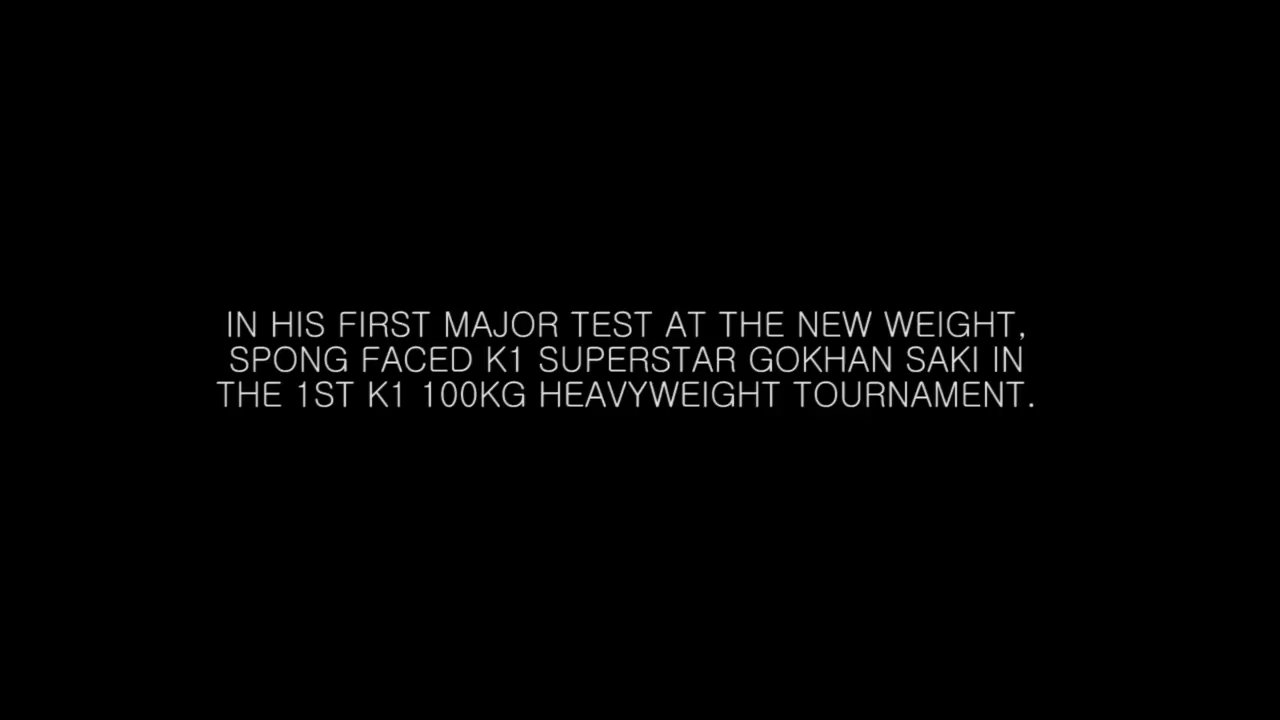 IN HIS FIRST MAJOR TEST AT THE NEW WEIGHT,
SPONG FACED K1 SUPERSTAR GOKHAN SAKI IN
THE 1ST K1 100KG HEAVYWEIGHT TOURNAMENT.